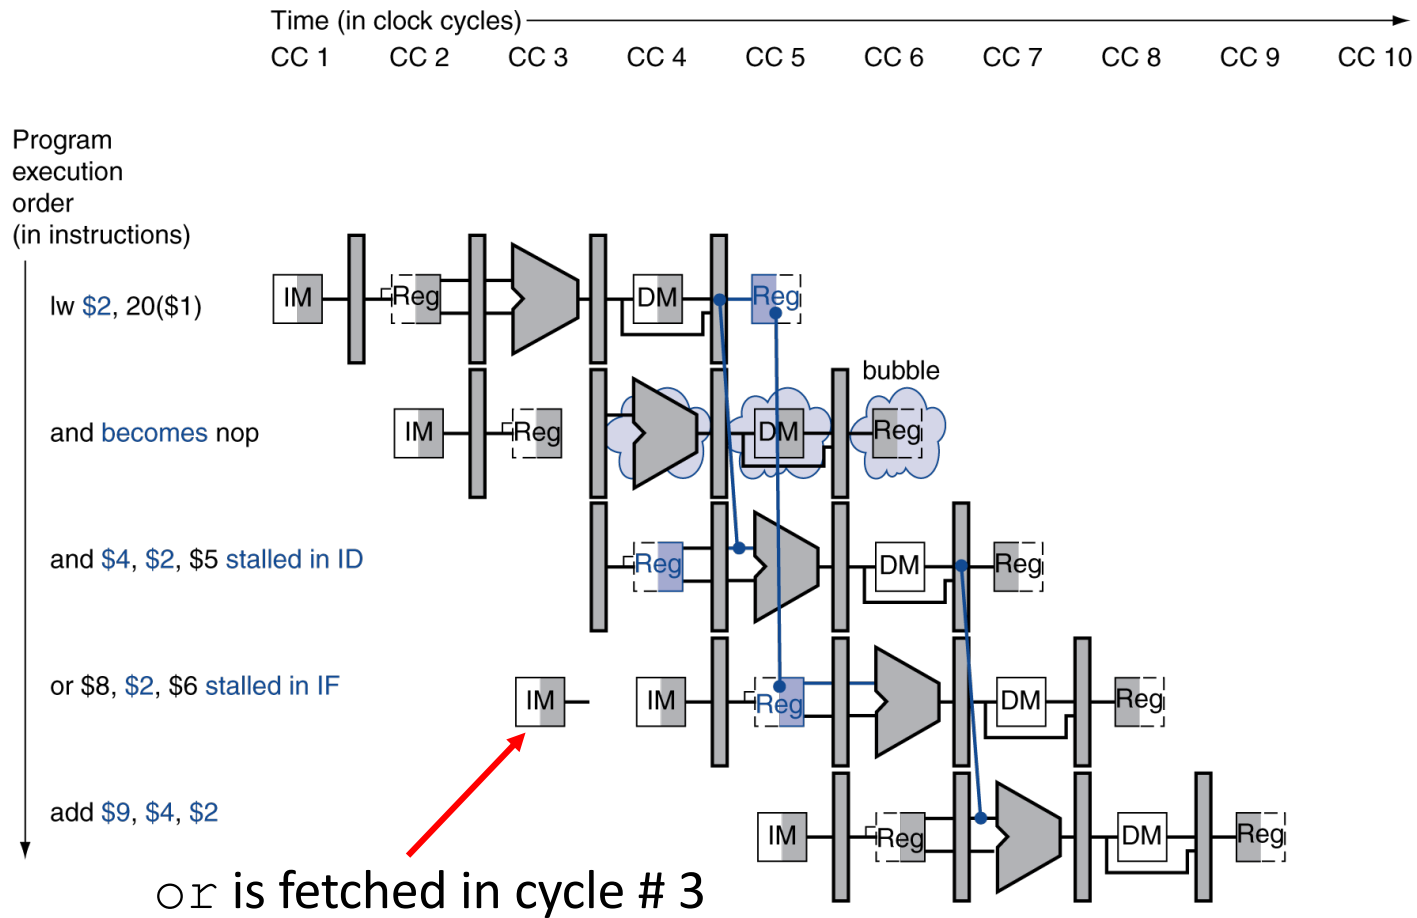 Time (in clock cycles)
CC 1 CC 2 CC 3 CC 4 CC 5 CC 6 CC 7 CC 8 CC 9 CC 10
Program
execution
order
(in instructions)
lw $2, 20($1)
IM Reg DM Reg
bubble
and becomes nop
IM Reg DM Reg
and $4, $2, $5 stalled in ID
Reg DM Reg
or $8, $2, $6 stalled in IF
IM IM Reg DM Reg
add $9, $4, $2
IM Reg DM Reg
or is fetched in cycle # 3